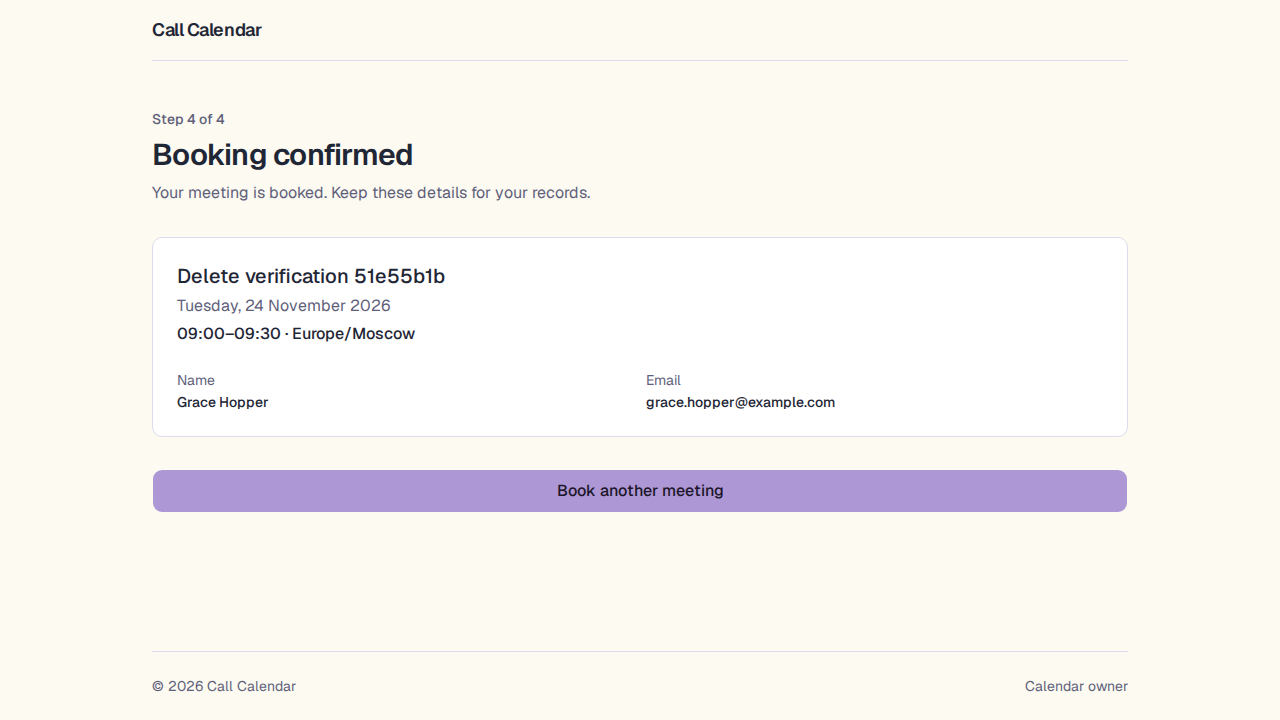 Call Calendar
Step 4 of 4
Booking confirmed
Your meeting is booked. Keep these details for your records.
Delete verification 51e55b1b
Tuesday, 24 November 2026
09:00–09:30 · Europe/Moscow
Name
Grace Hopper
Email
grace.hopper@example.com
Book another meeting
© 2026 Call Calendar
Calendar owner